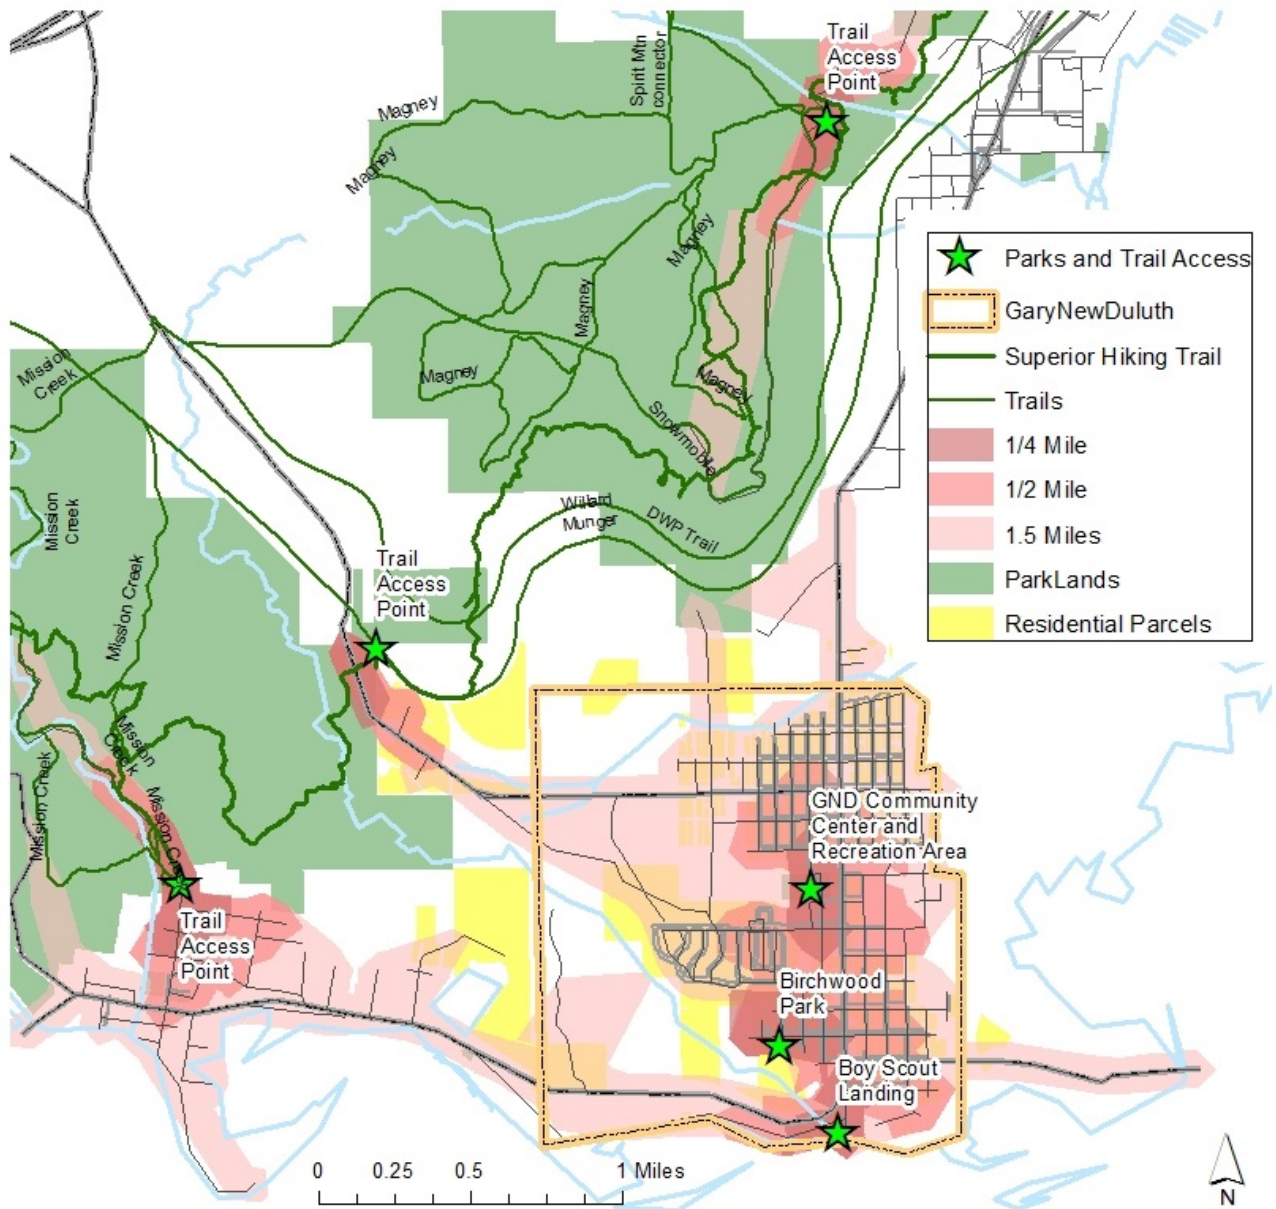 Trail
Access
Point
Spirit Mtn
connector
Magney
Magney
Magney
Magney
Magney
Magney
Snowmobile
Mission
Creek
Mission
Creek
Mission Creek
Willard
Munger
DWP Trail
Trail
Access
Point
Mission
Creek
Mission Creek
Mission Creek
Trail
Access
Point
GND Community
Center and
Recreation Area
Birchwood
Park
Boy Scout
Landing
Parks and Trail Access
GaryNewDuluth
Superior Hiking Trail
Trails
1/4 Mile
1/2 Mile
1.5 Miles
ParkLands
Residential Parcels
0 0.25 0.5 1 Miles
N